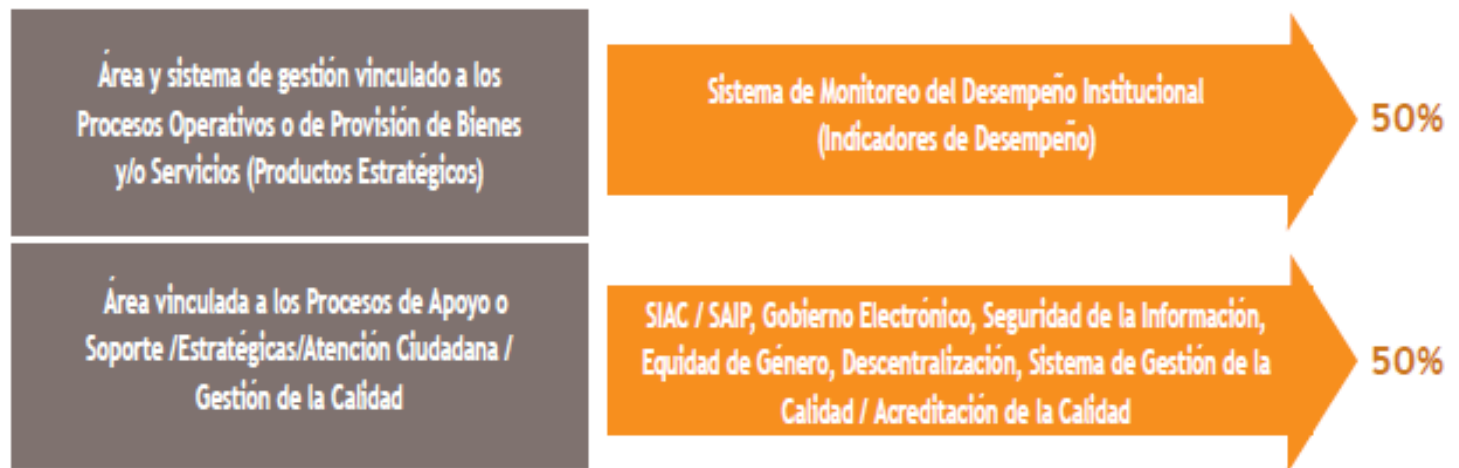 Área y sistema de gestión vinculado a los
Procesos Operativos o de Provisión de Bienes
y/o Servicios (Productos Estratégicos)
Sistema de Monitoreo del Desempeño Institucional
(Indicadores de Desempeño)
50%
Área vinculada a los Procesos de Apoyo o
Soporte /Estratégicas/Atención Ciudadana /
Gestión de la Calidad
SIAC / SAIP, Gobierno Electrónico, Seguridad de la Información,
Equidad de Género, Descentralización, Sistema de Gestión de la
Calidad / Acreditación de la Calidad
50%